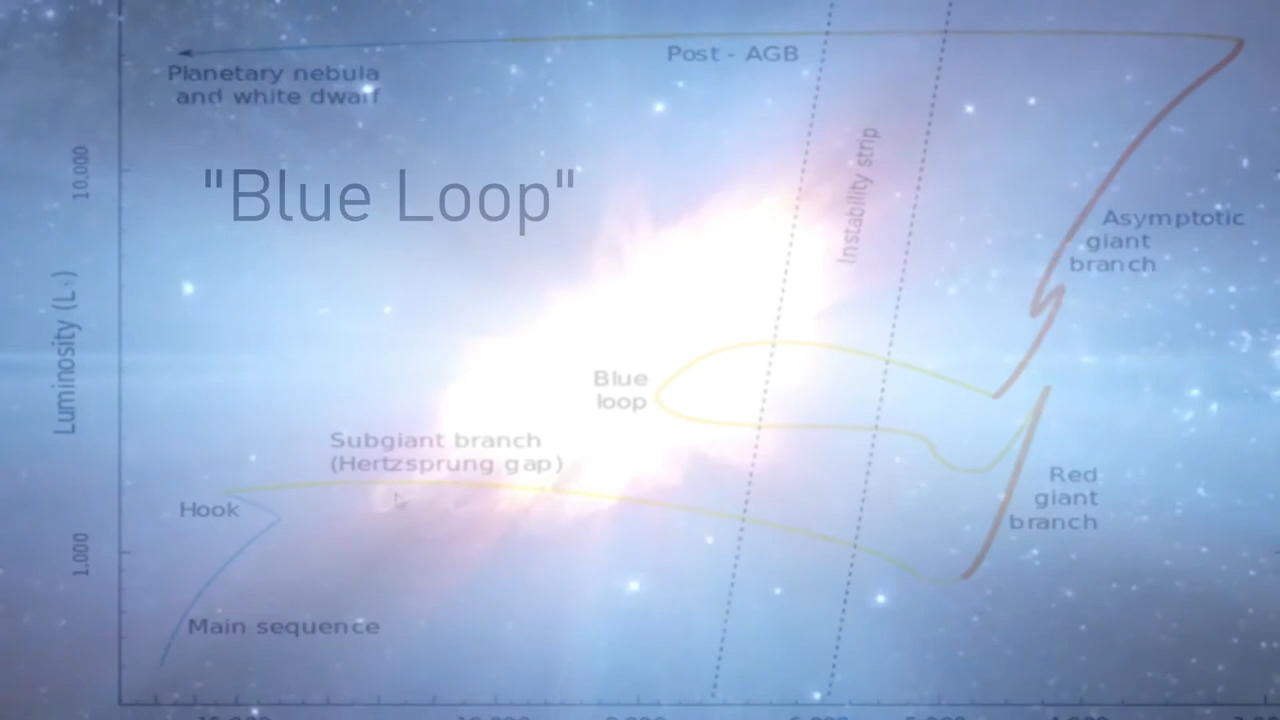 Post - AGB
Planetary nebula
and white dwarf
10.000
"Blue Loop"
Instability strip
Asymptotic
giant
branch
Luminosity (L☉)
Blue
loop
Subgiant branch
(Hertzsprung gap)
Hook
Red
giant
branch
1.000
Main sequence